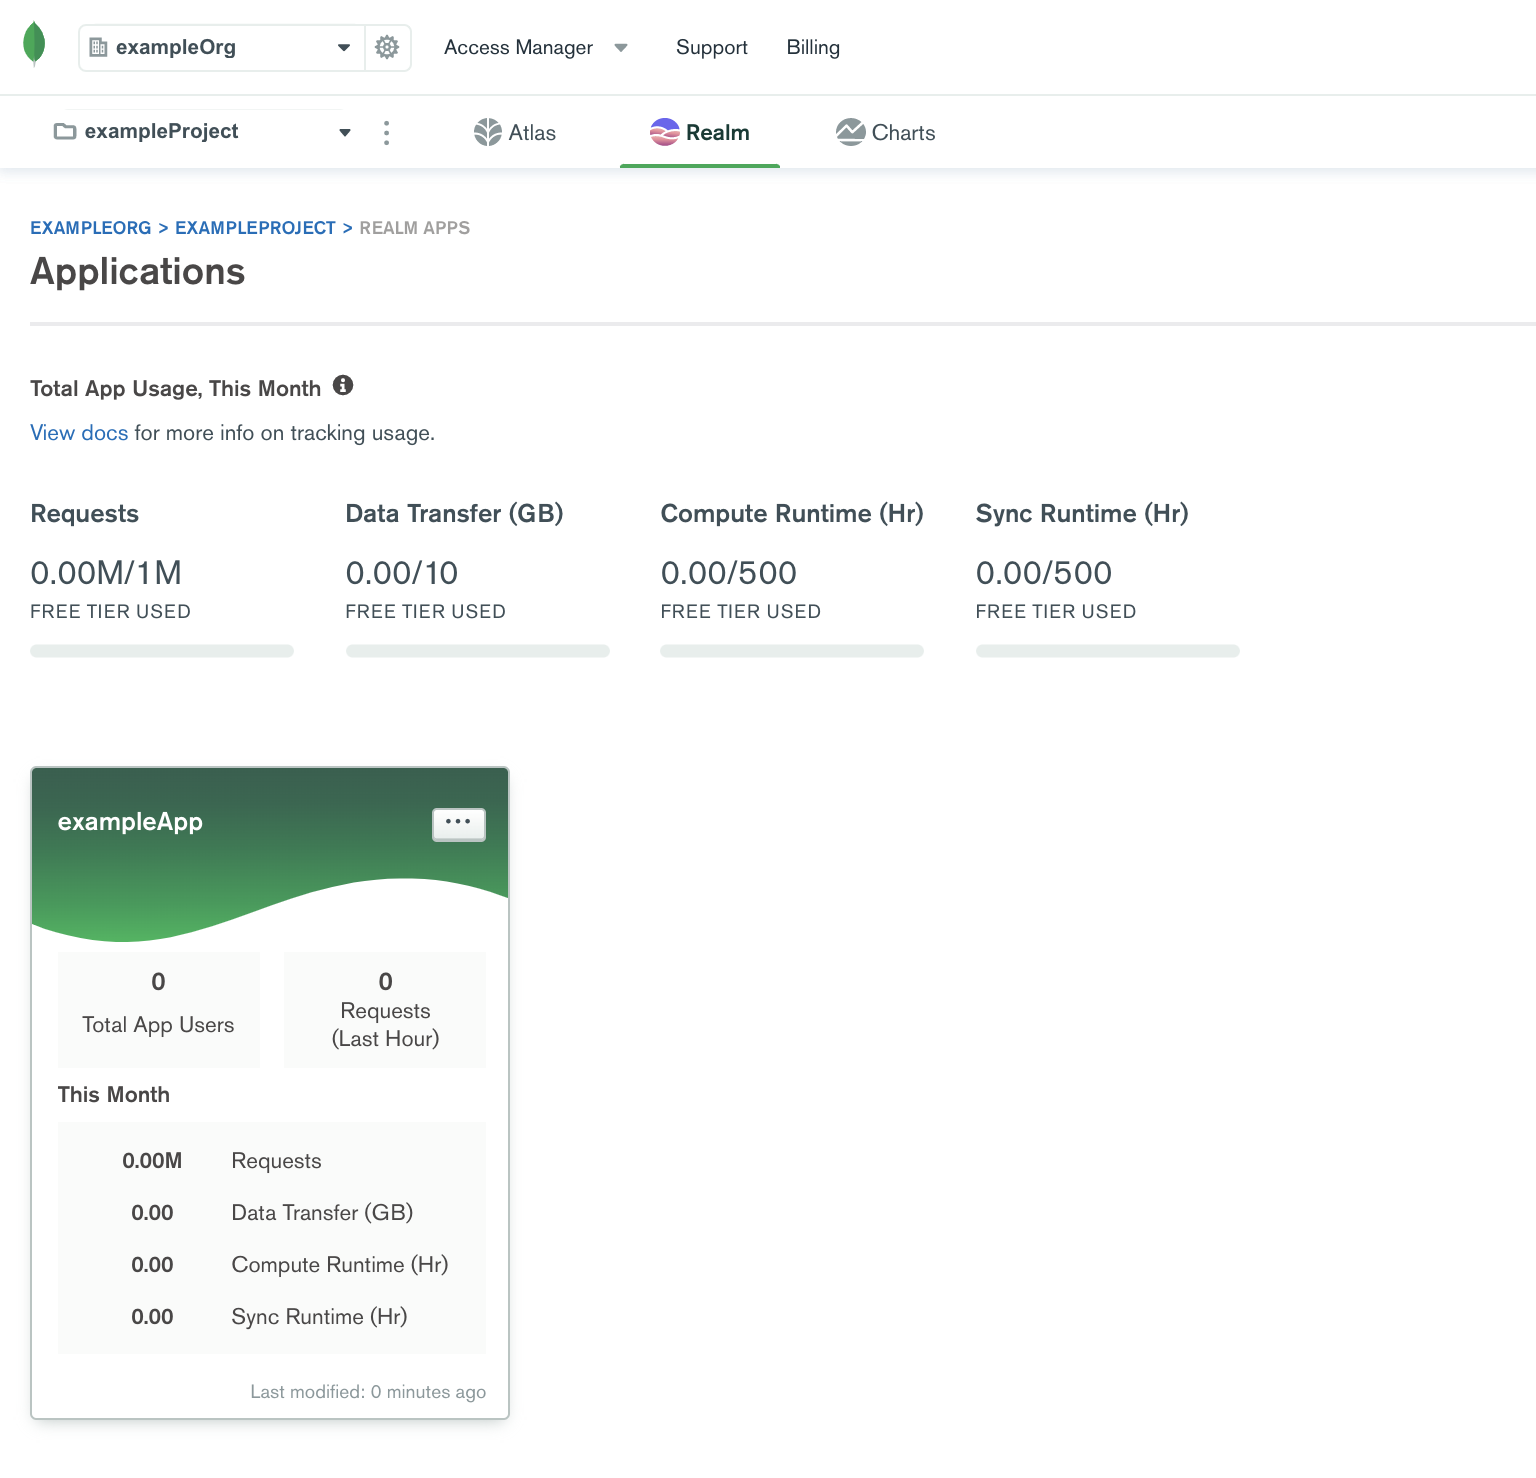 exampleOrg Access Manager Support Billing
exampleProject Atlas Realm Charts
EXAMPLEORG > EXAMPLEPROJECT > REALM APPS
Applications
Total App Usage, This Month
View docs for more info on tracking usage.
Requests Data Transfer (GB) Compute Runtime (Hr) Sync Runtime (Hr)
0.00M/1M 0.00/10 0.00/500 0.00/500
FREE TIER USED FREE TIER USED FREE TIER USED FREE TIER USED
exampleApp
0
Total App Users
0
Requests
(Last Hour)
This Month
0.00M Requests
0.00 Data Transfer (GB)
0.00 Compute Runtime (Hr)
0.00 Sync Runtime (Hr)
Last modified: 0 minutes ago